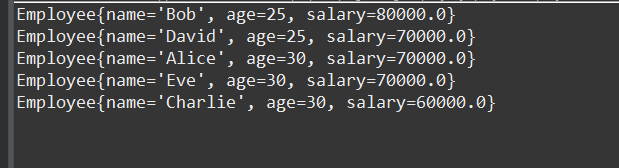 Employee{name='Bob', age=25, salary=80000.0}
Employee{name='David', age=25, salary=70000.0}
Employee{name='Alice', age=30, salary=70000.0}
Employee{name='Eve', age=30, salary=70000.0}
Employee{name='Charlie', age=30, salary=60000.0}